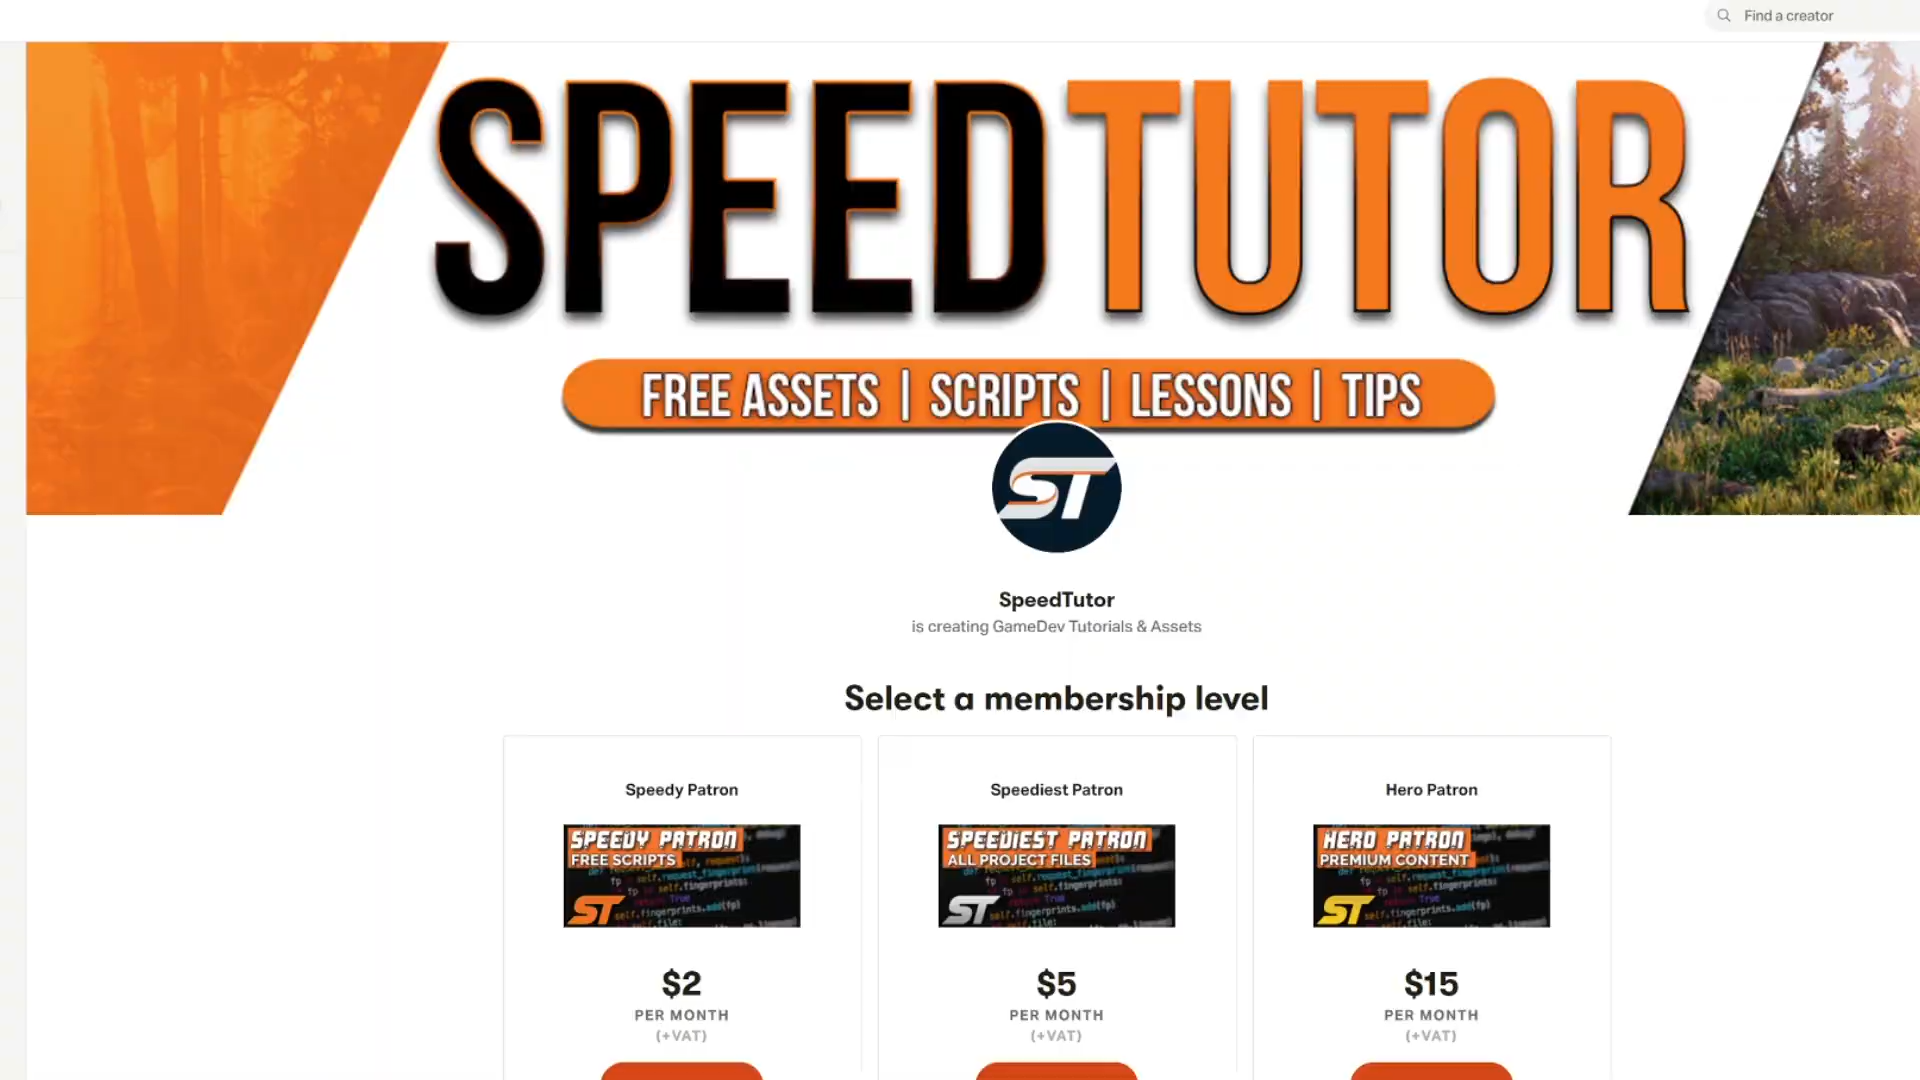 Find a creator
SPEEDTUTOR
FREE ASSETS | SCRIPTS | LESSONS | TIPS
ST
SpeedTutor
is creating GameDev Tutorials & Assets
Select a membership level
Speedy Patron
SPEEDY PATRON
FREE SCRIPTS
ST
$2
PER MONTH
(+VAT)
Speediest Patron
SPEEDIEST PATRON
ALL PROJECT FILES
ST
$5
PER MONTH
(+VAT)
Hero Patron
HERO PATRON
PREMIUM CONTENT
ST
$15
PER MONTH
(+VAT)